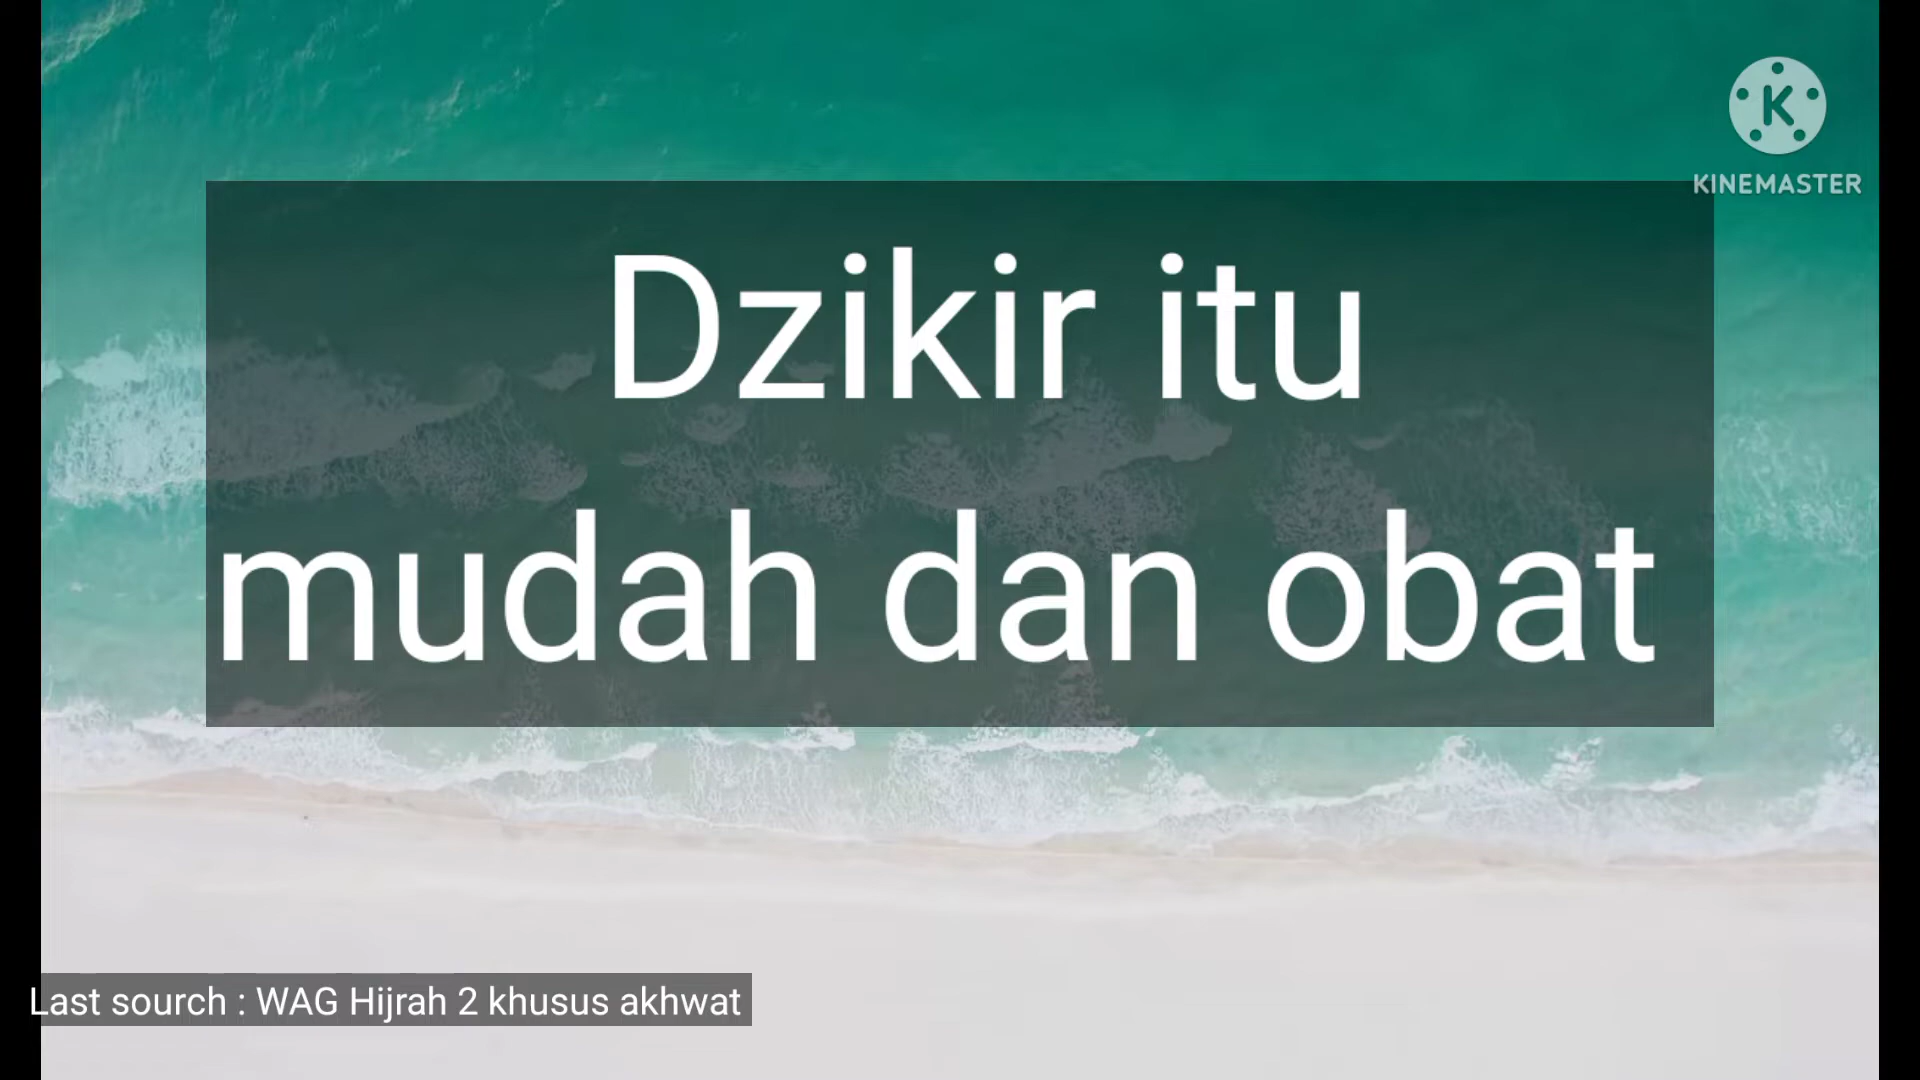 KINEMASTER
Dzikir itu
mudah dan obat
Last sourch : WAG Hijrah 2 khusus akhwat